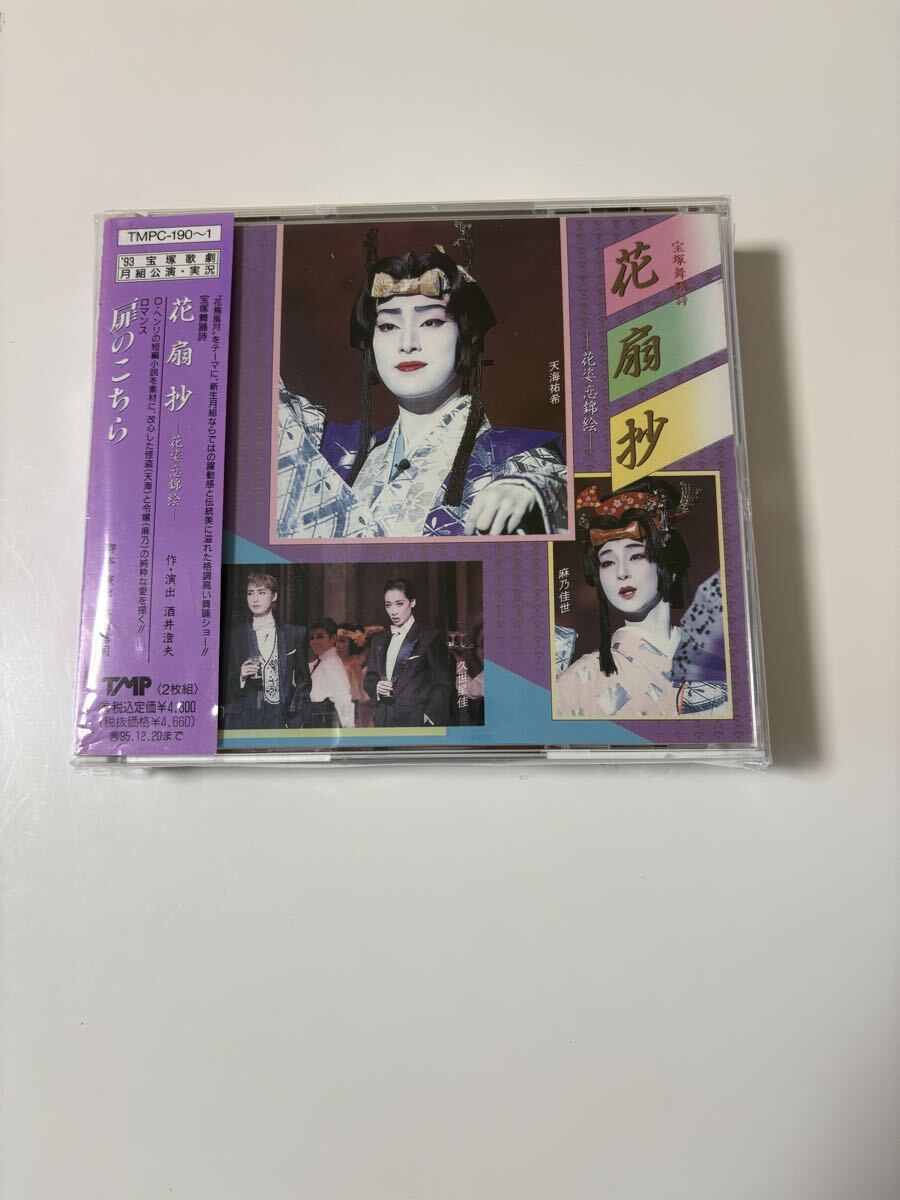 TMPC-190〜1
'93 宝塚歌劇
月組公演・実況
"花鳥風月"をテーマに、新生月組ならではの躍動感と伝統美に溢れた格調高い舞踊ショー!!
宝塚舞踊詩
花扇抄
―花姿恋錦絵―
作・演出 酒井澄夫
O・ヘンリの短編小説を素材に、改心した怪盗(天海)と令嬢(麻乃)の純粋な愛を描く!!
ロマンス
扉のこちら
TMP
〈2枚組〉
税込定価¥4,800
(税抜価格¥4,660)
95.12.20まで
宝塚舞踊詩
花扇抄
―花姿恋錦絵―
天海祐希
麻乃佳世
久世星佳